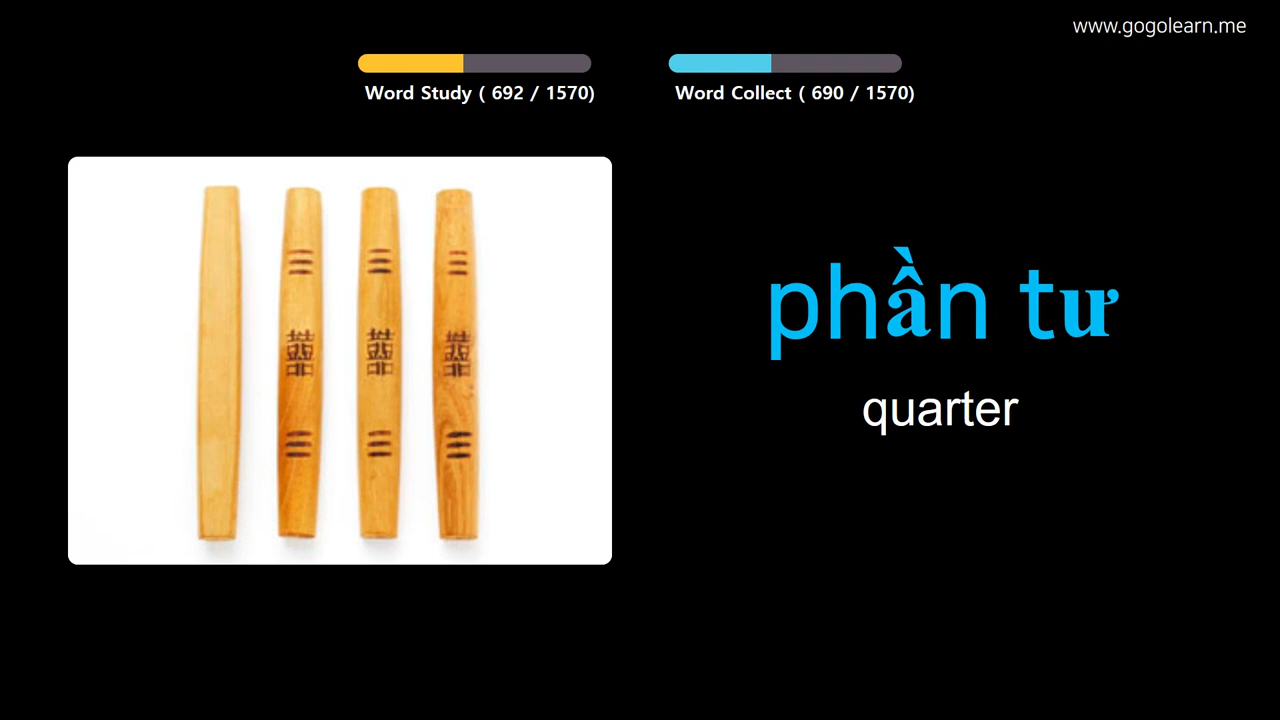 www.gogolearn.me
Word Study ( 692 / 1570)
Word Collect ( 690 / 1570)
phần tư
quarter